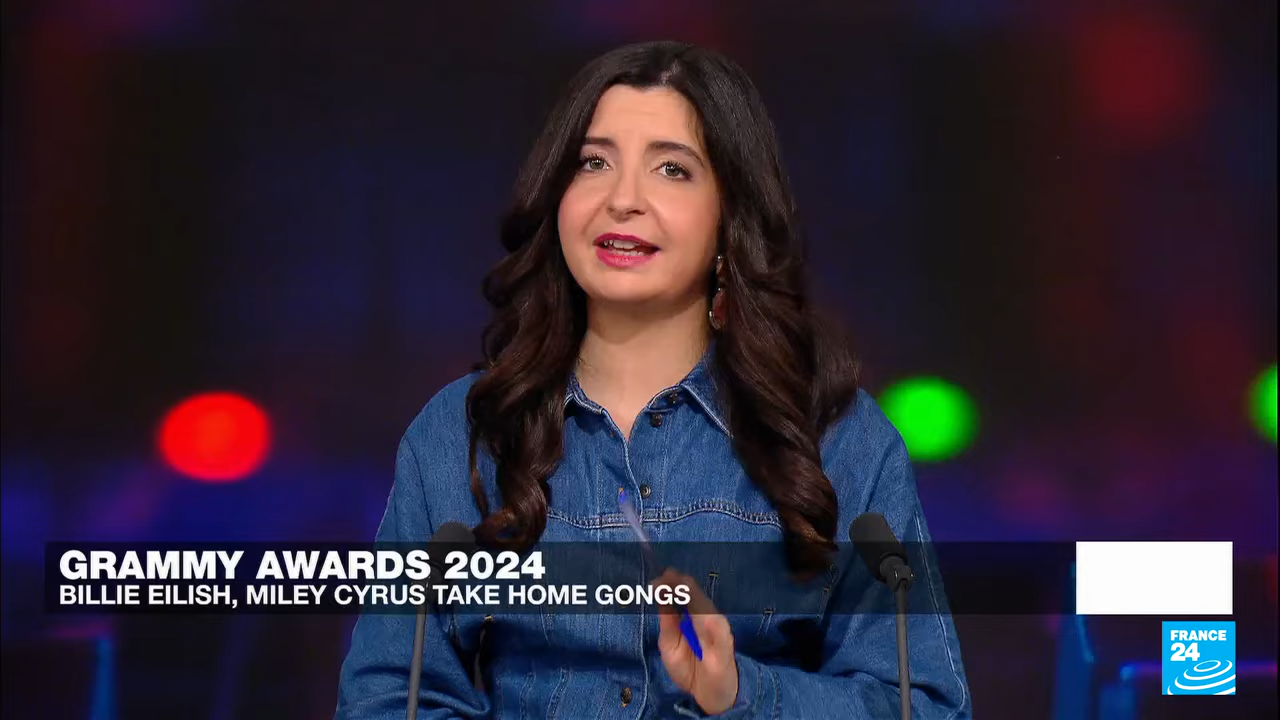 GRAMMY AWARDS 2024
BILLIE EILISH, MILEY CYRUS TAKE HOME GONGS
FRANCE
24